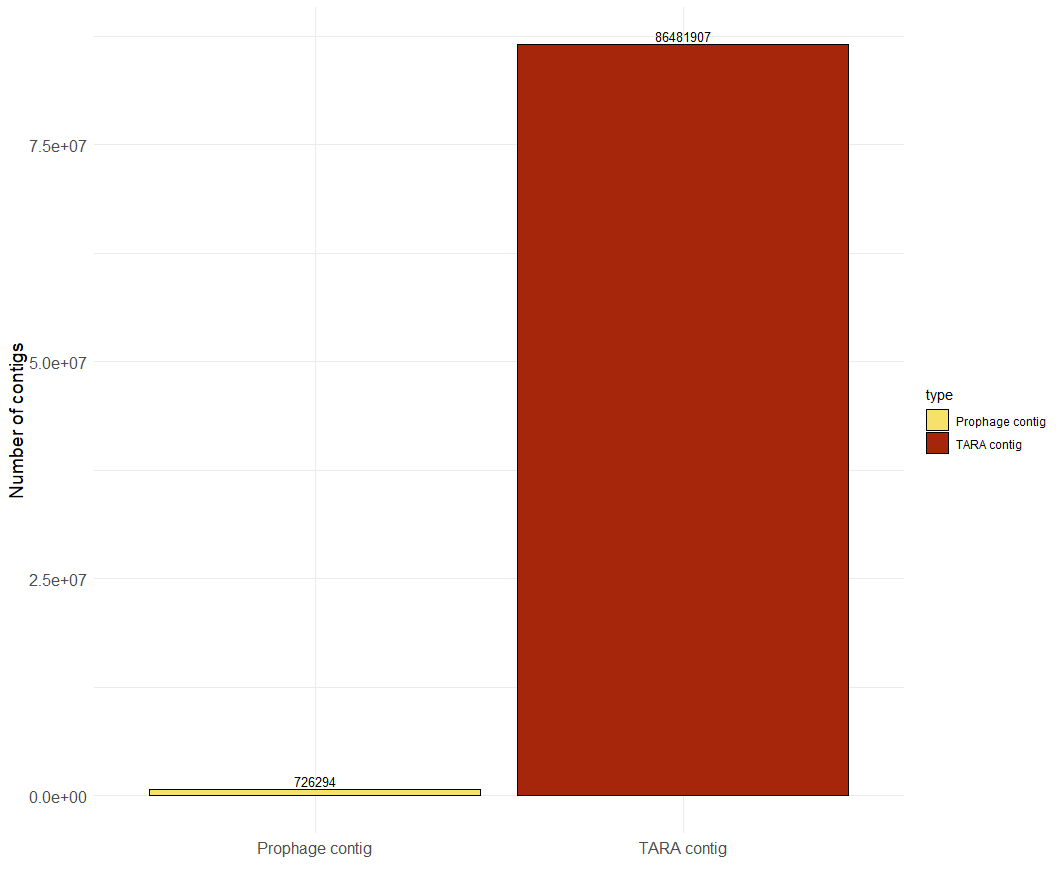 86481907
7.5e+07
5.0e+07
2.5e+07
0.0e+00
Number of contigs
726294
Prophage contig
TARA contig
type
Prophage contig
TARA contig